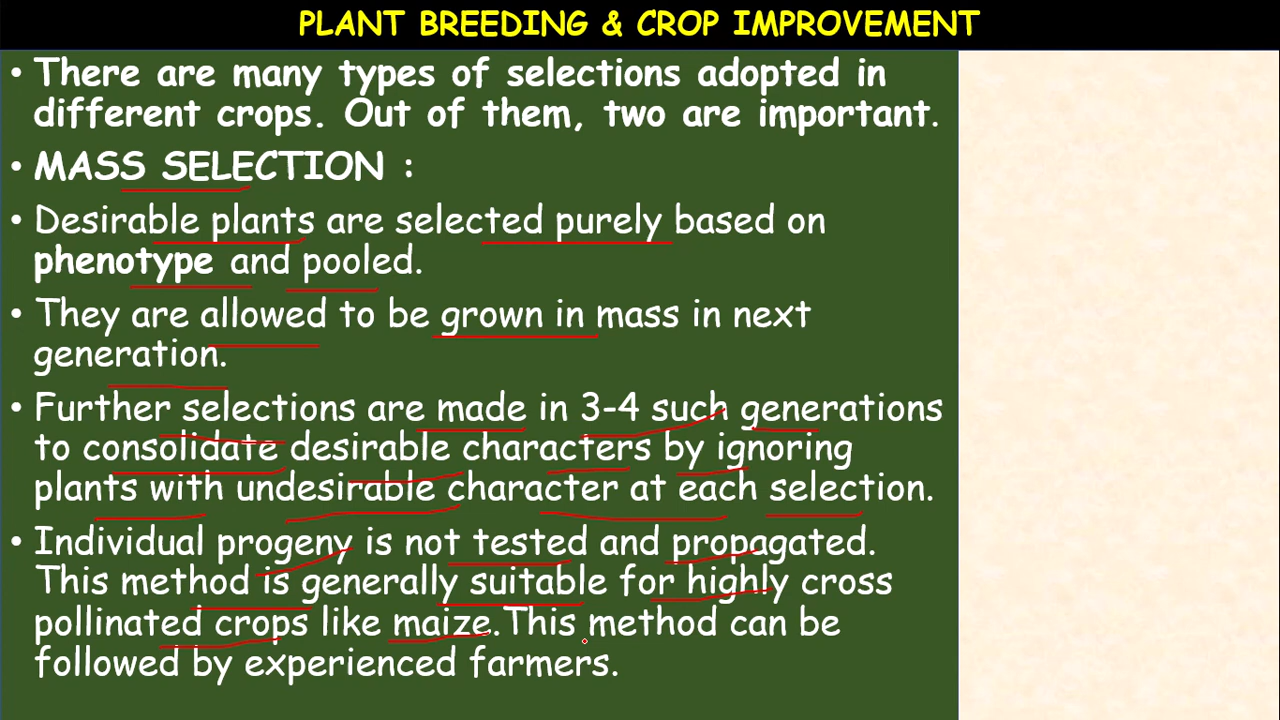 PLANT BREEDING & CROP IMPROVEMENT
• There are many types of selections adopted in
different crops. Out of them, two are important.
• MASS SELECTION :
• Desirable plants are selected purely based on
phenotype and pooled.
• They are allowed to be grown in mass in next
generation.
• Further selections are made in 3-4 such generations
to consolidate desirable characters by ignoring
plants with undesirable character at each selection.
• Individual progeny is not tested and propagated.
This method is generally suitable for highly cross
pollinated crops like maize.This method can be
followed by experienced farmers.